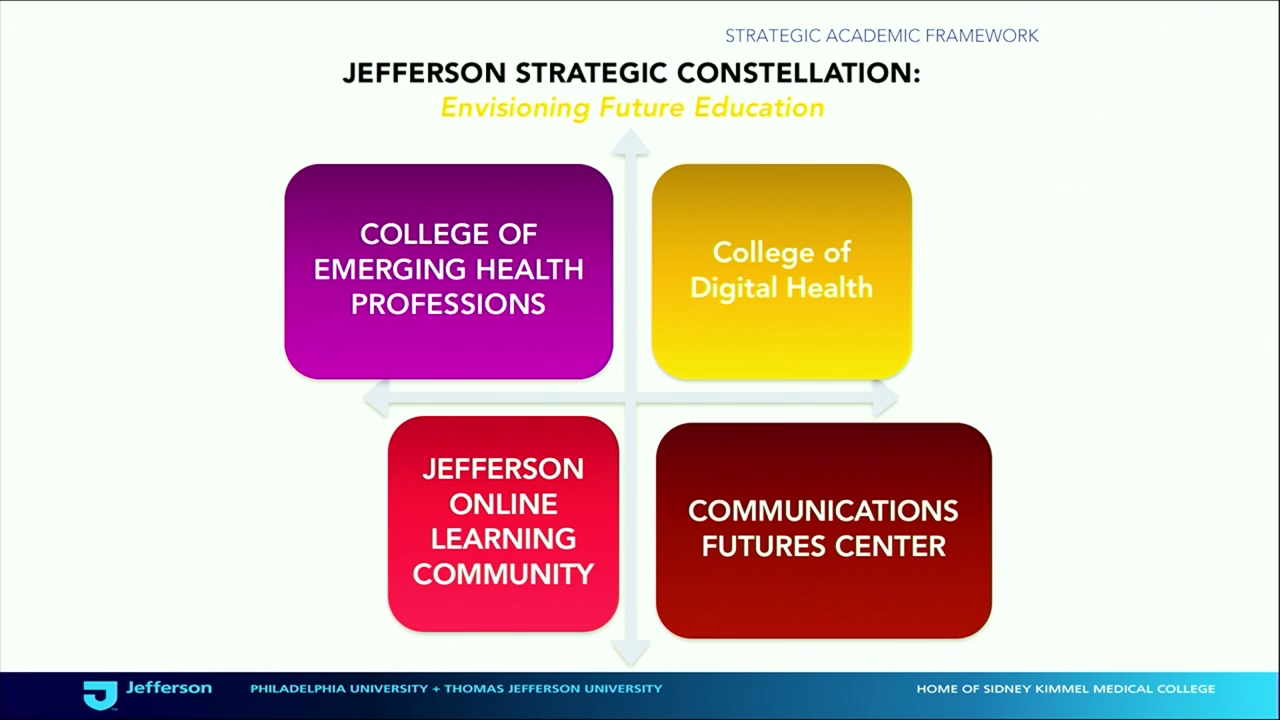 STRATEGIC ACADEMIC FRAMEWORK
JEFFERSON STRATEGIC CONSTELLATION:
Envisioning Future Education
COLLEGE OF
EMERGING HEALTH
PROFESSIONS
College of
Digital Health
JEFFERSON
ONLINE
LEARNING
COMMUNITY
COMMUNICATIONS
FUTURES CENTER
Jefferson
PHILADELPHIA UNIVERSITY + THOMAS JEFFERSON UNIVERSITY
HOME OF SIDNEY KIMMEL MEDICAL COLLEGE